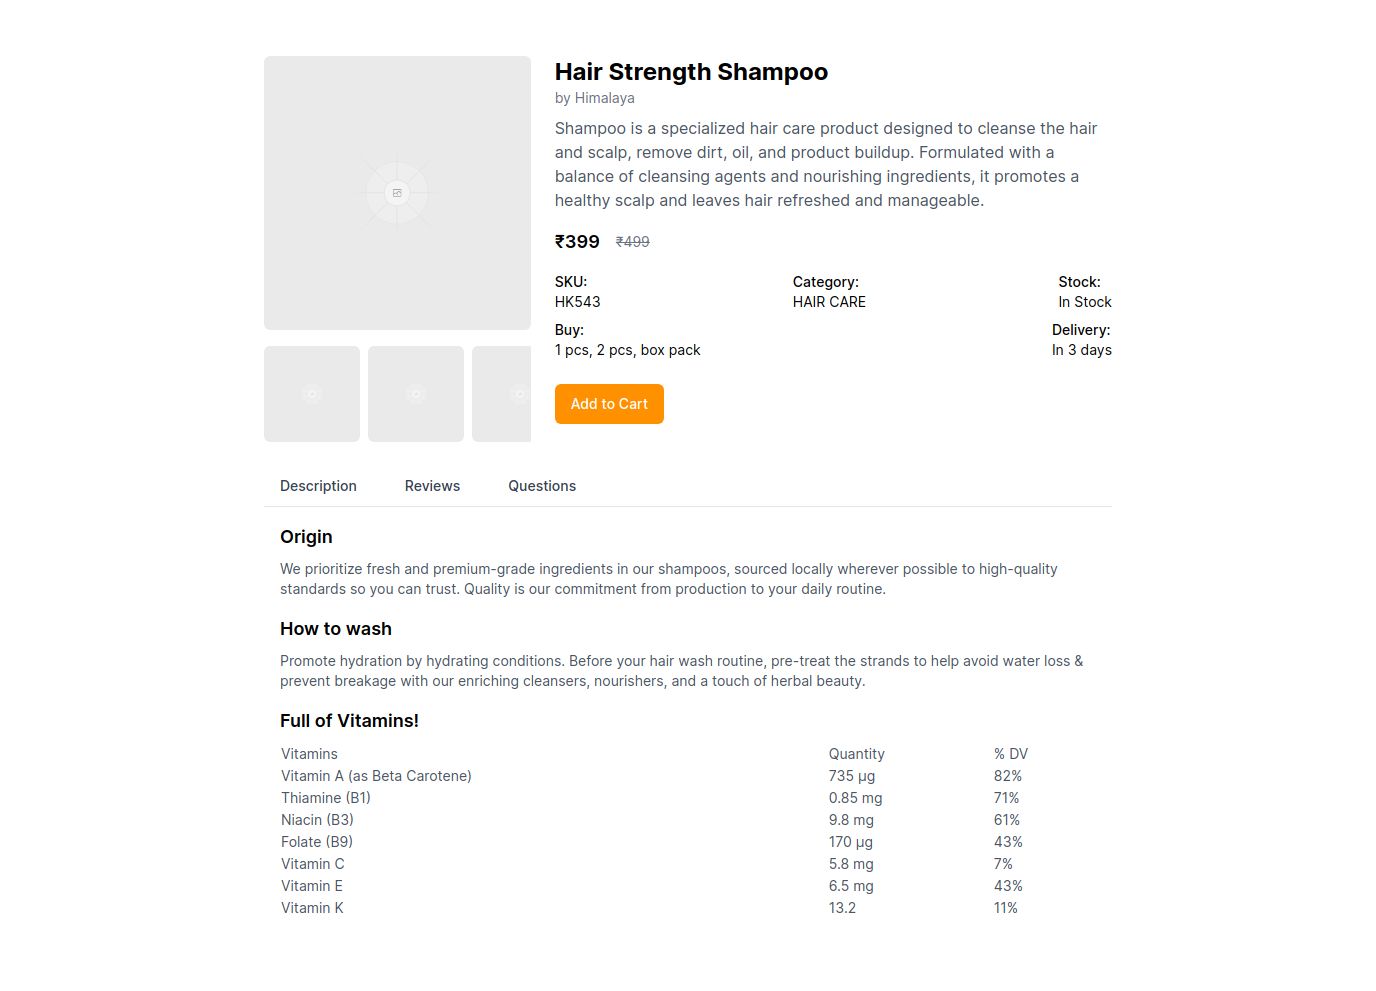 Hair Strength Shampoo
by Himalaya
Shampoo is a specialized hair care product designed to cleanse the hair
and scalp, remove dirt, oil, and product buildup. Formulated with a
balance of cleansing agents and nourishing ingredients, it promotes a
healthy scalp and leaves hair refreshed and manageable.
₹399 ₹499
SKU: Category: Stock:
HK543 HAIR CARE In Stock
Buy: Delivery:
1 pcs, 2 pcs, box pack In 3 days
Add to Cart
Description Reviews Questions
Origin
We prioritize fresh and premium-grade ingredients in our shampoos, sourced locally wherever possible to high-quality
standards so you can trust. Quality is our commitment from production to your daily routine.
How to wash
Promote hydration by hydrating conditions. Before your hair wash routine, pre-treat the strands to help avoid water loss &
prevent breakage with our enriching cleansers, nourishers, and a touch of herbal beauty.
Full of Vitamins!
Vitamins Quantity % DV
Vitamin A (as Beta Carotene) 735 µg 82%
Thiamine (B1) 0.85 mg 71%
Niacin (B3) 9.8 mg 61%
Folate (B9) 170 µg 43%
Vitamin C 5.8 mg 7%
Vitamin E 6.5 mg 43%
Vitamin K 13.2 11%